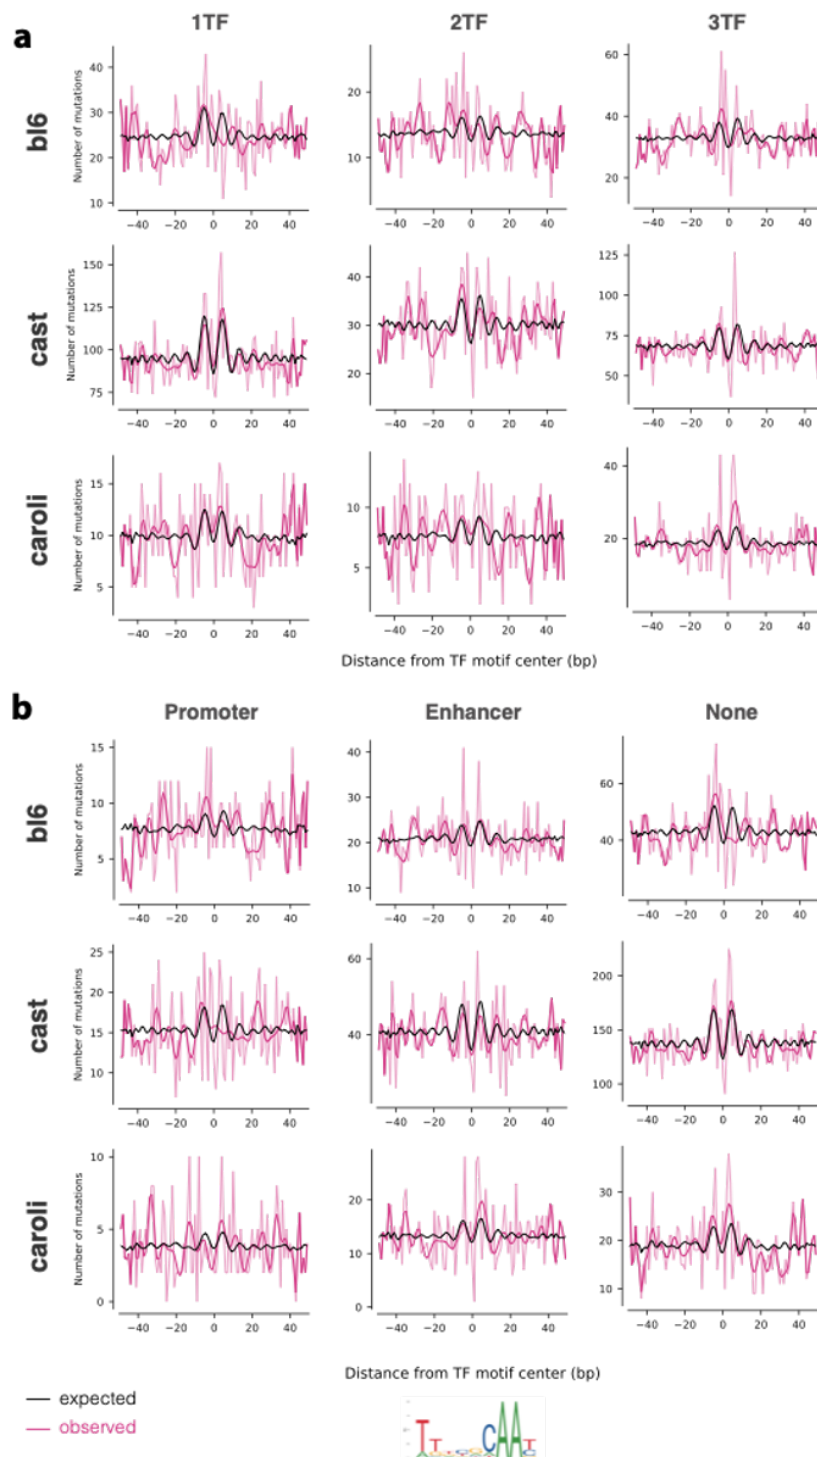 a
1TF 2TF 3TF
bl6
Number of mutations
40 30 20 10
20 10
60 40 20
−40 −20 0 20 40
−40 −20 0 20 40
−40 −20 0 20 40
cast
Number of mutations
150 125 100 75
40 30 20
125 100 75 50
−40 −20 0 20 40
−40 −20 0 20 40
−40 −20 0 20 40
caroli
Number of mutations
15 10 5
10 5
40 20
−40 −20 0 20 40
−40 −20 0 20 40
−40 −20 0 20 40
Distance from TF motif center (bp)
b
Promoter Enhancer None
bl6
Number of mutations
15 10 5
40 30 20 10
60 40
−40 −20 0 20 40
−40 −20 0 20 40
−40 −20 0 20 40
cast
Number of mutations
25 20 15 10
60 40
200 150 100
−40 −20 0 20 40
−40 −20 0 20 40
−40 −20 0 20 40
caroli
Number of mutations
10 5 0
20 10 0
30 20 10
−40 −20 0 20 40
−40 −20 0 20 40
−40 −20 0 20 40
Distance from TF motif center (bp)
expected
observed
TT CAAT